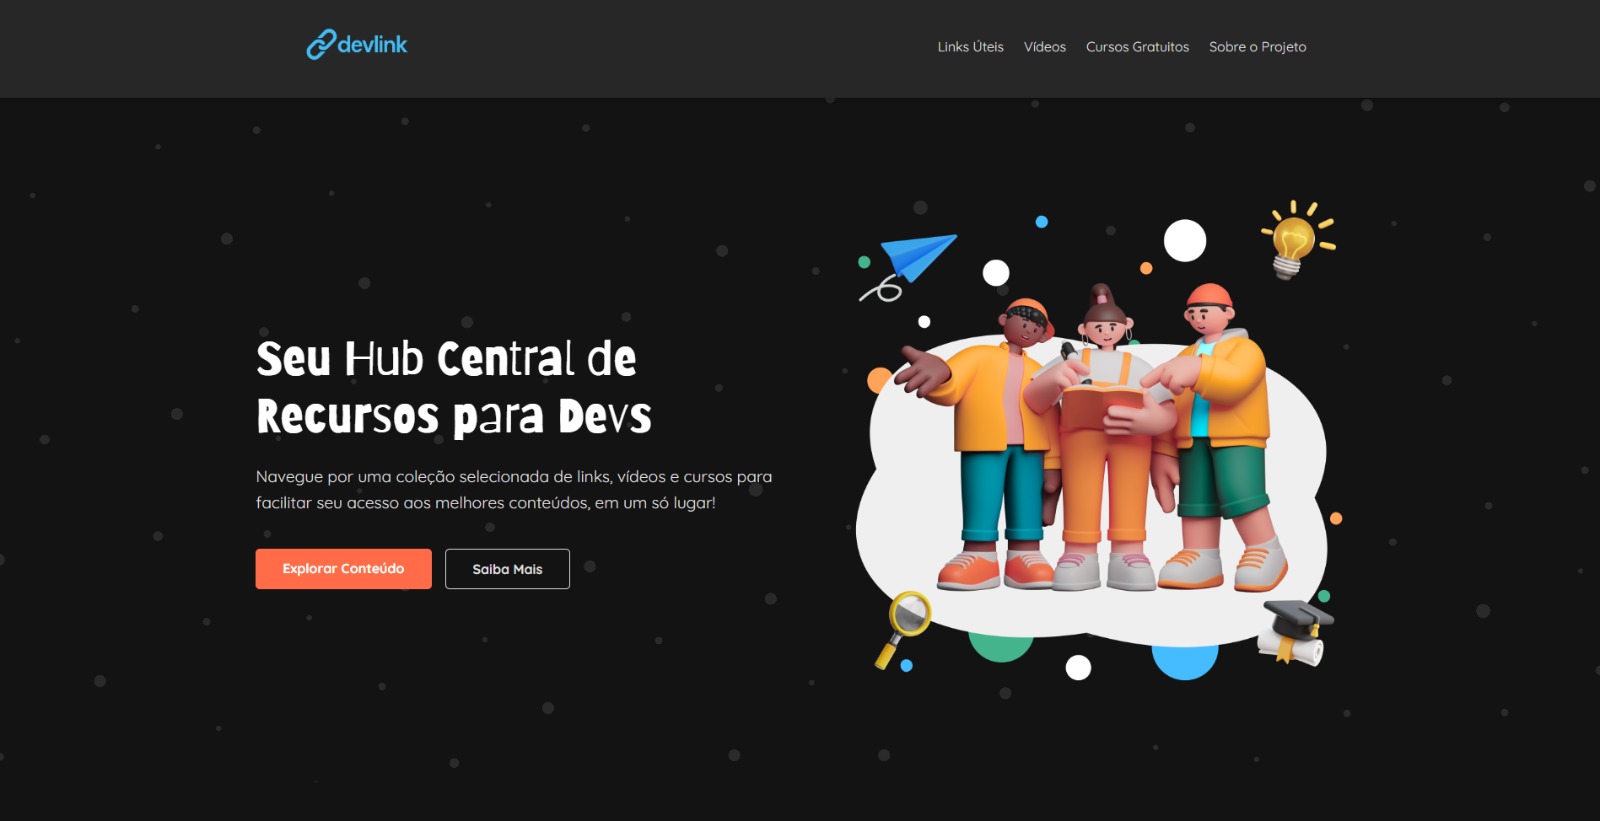 devlink
Links Úteis
Vídeos
Cursos Gratuitos
Sobre o Projeto
Seu Hub Central de
Recursos para Devs
Navegue por uma coleção selecionada de links, vídeos e cursos para
facilitar seu acesso aos melhores conteúdos, em um só lugar!
Explorar Conteúdo
Saiba Mais